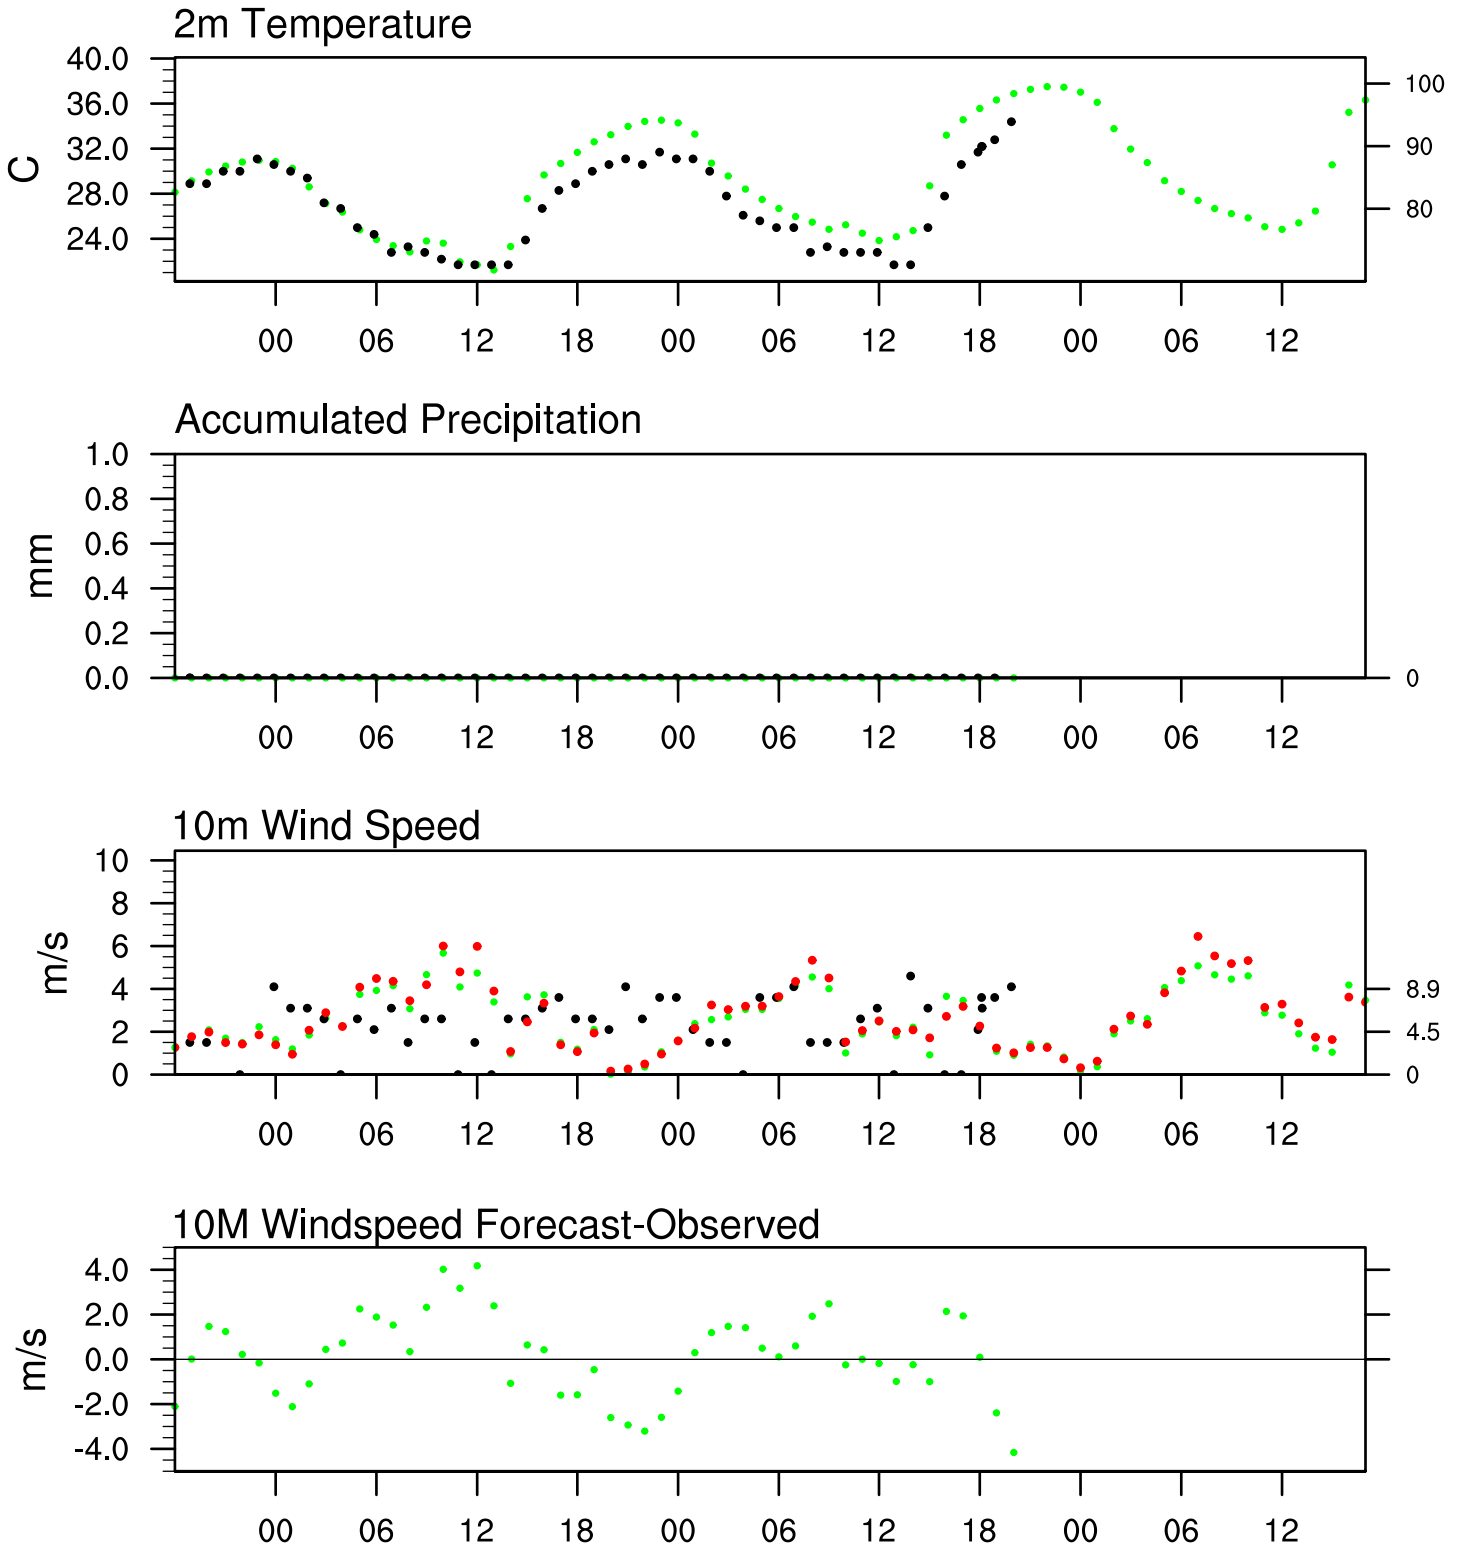 2m Temperature
40.0
36.0
32.0
28.0
24.0
C
100
90
80
00 06 12 18 00 06 12 18 00 06 12
Accumulated Precipitation
1.0
0.8
0.6
0.4
0.2
0.0
mm
0
00 06 12 18 00 06 12 18 00 06 12
10m Wind Speed
10
8
6
4
2
0
m/s
8.9
4.5
0
00 06 12 18 00 06 12 18 00 06 12
10M Windspeed Forecast-Observed
4.0
2.0
0.0
-2.0
-4.0
m/s
00 06 12 18 00 06 12 18 00 06 12